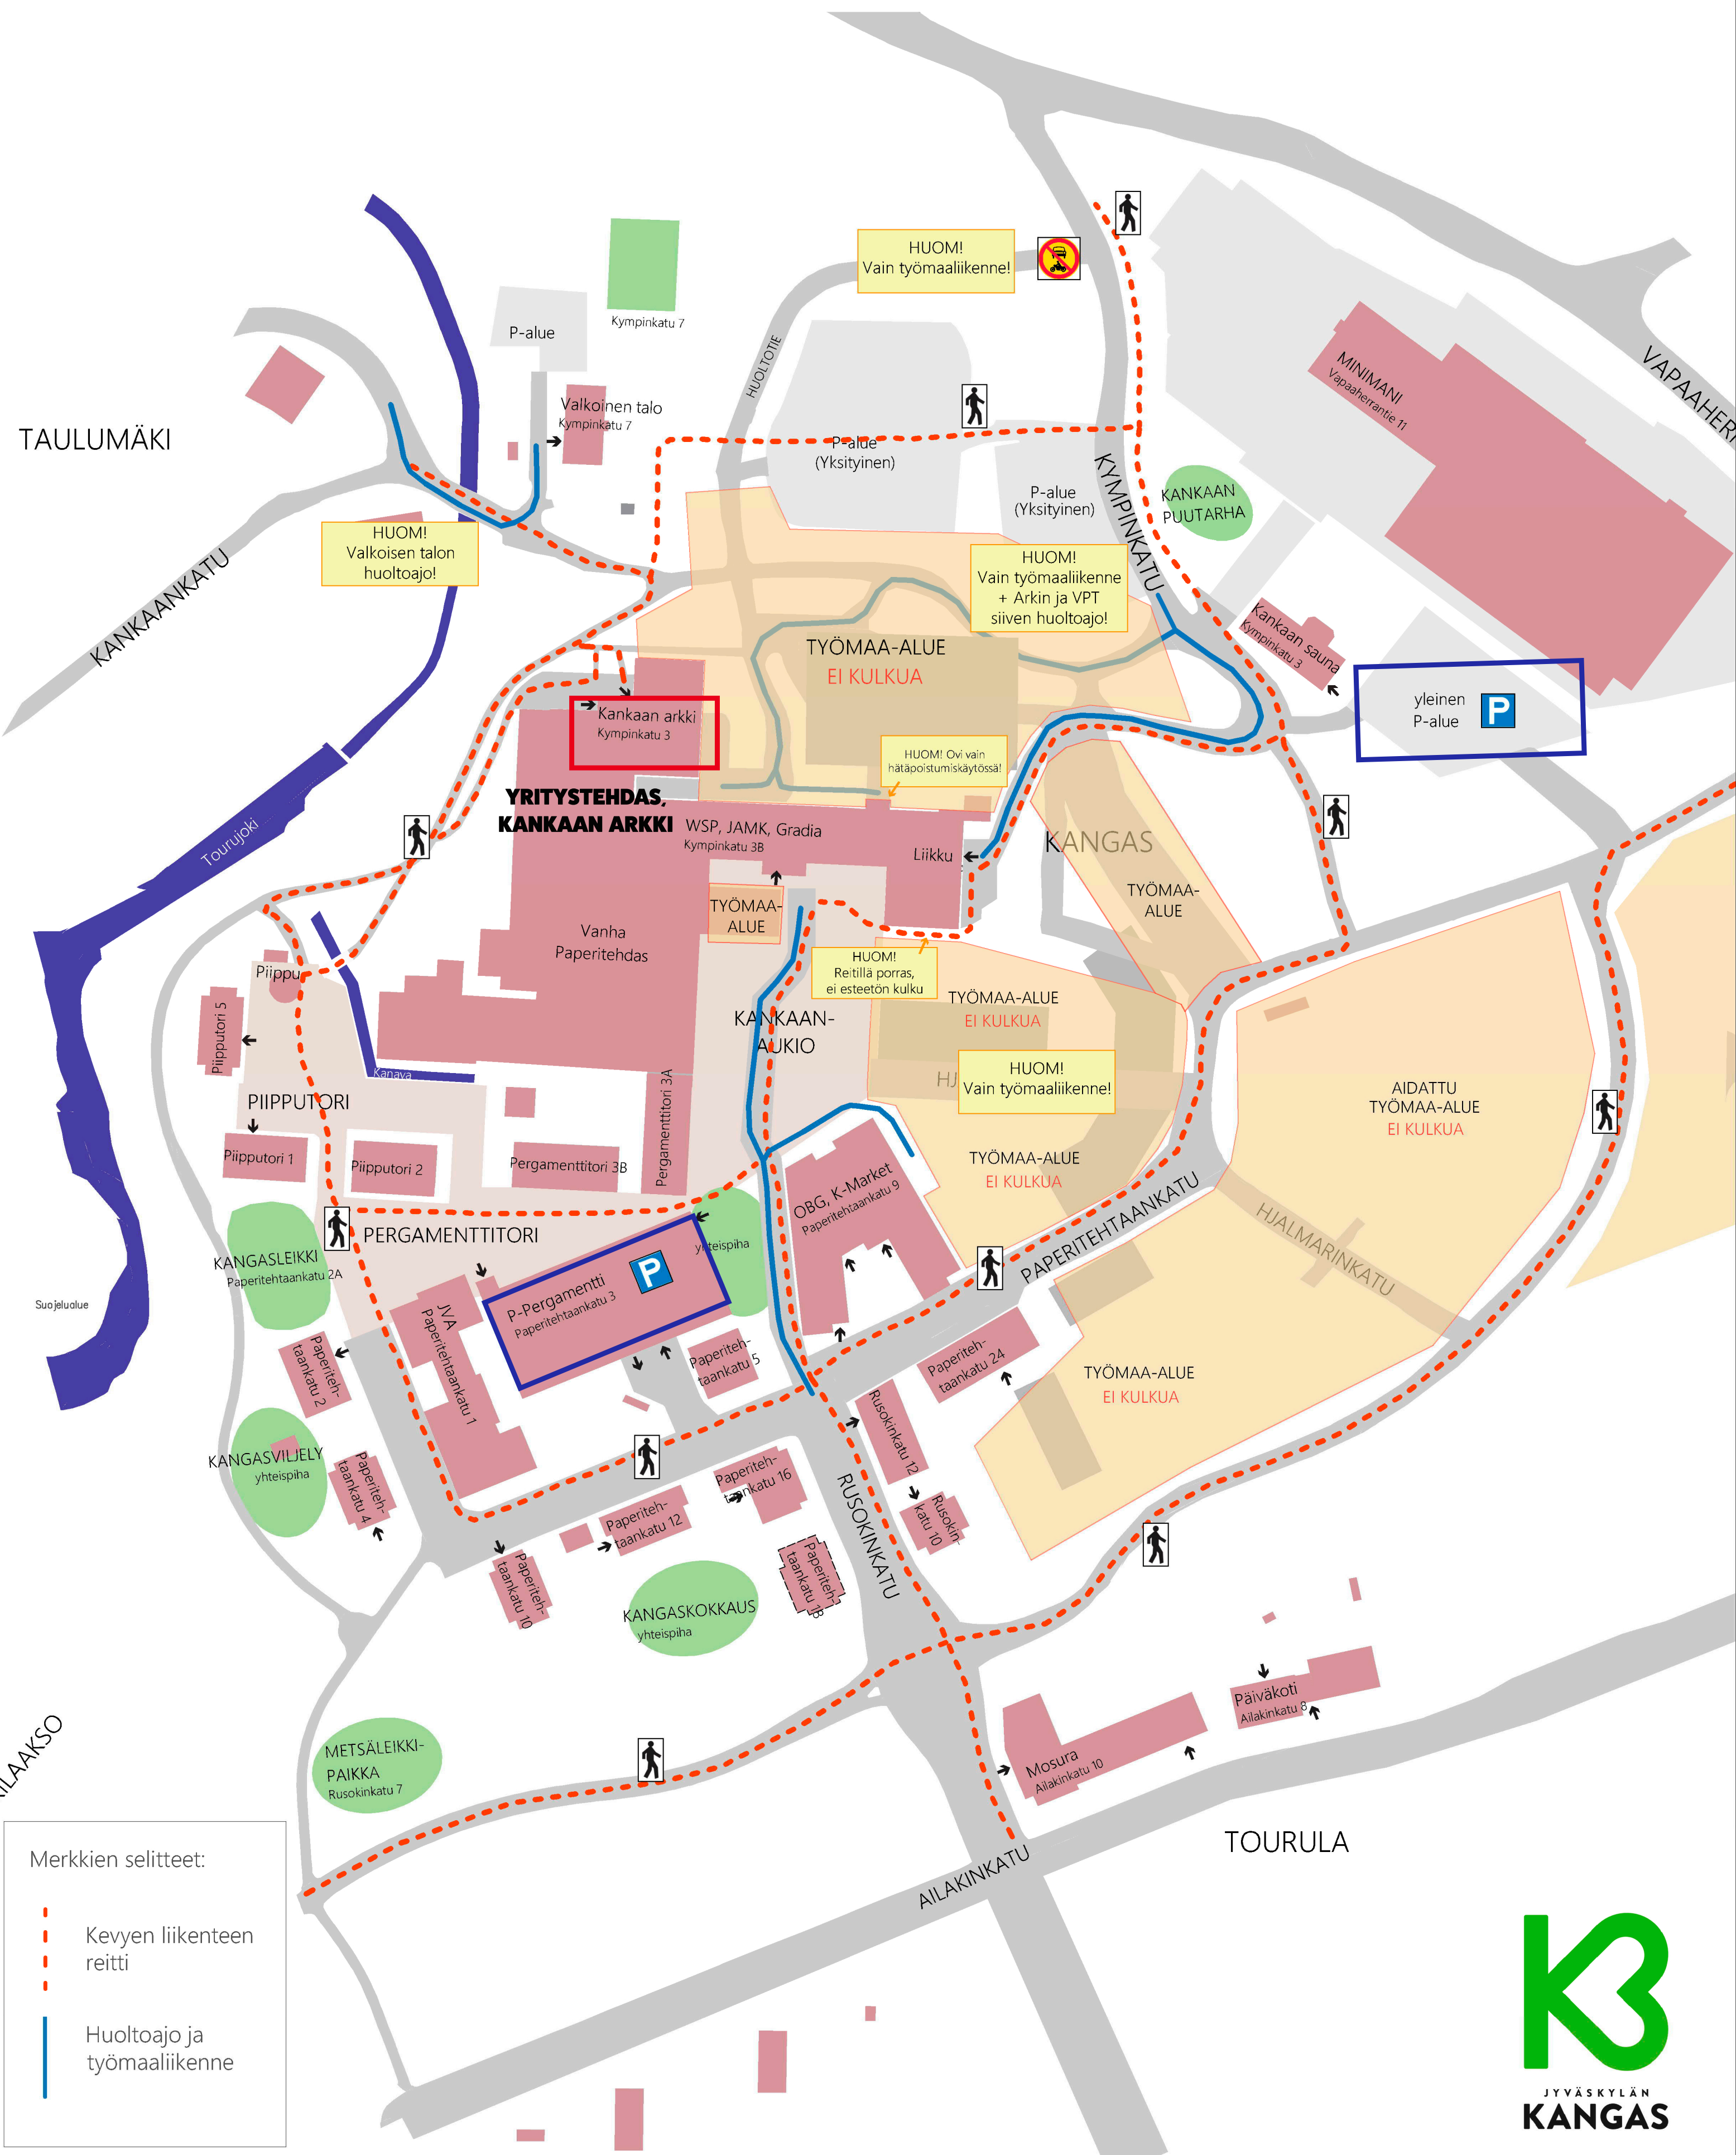 HUOM!
Vain työmaaliikenne!
Kympinkatu 7
P-alue
HUOLTOTIE
MINIMANI
Vapaaherrantie 11
VAPAAHERR
TAULUMÄKI
Valkoinen talo
Kympinkatu 7
P-alue
(Yksityinen)
P-alue
(Yksityinen)
KYMPINKATU
KANKAAN
PUUTARHA
HUOM!
Valkoisen talon
huoltoajo!
KANKAANKATU
HUOM!
Vain työmaaliikenne
+ Arkin ja VPT
siiven huoltoajo!
TYÖMAA-ALUE
EI KULKUA
Kankaan sauna
Kympinkatu 3
yleinen
P-alue
P
Kankaan arkki
Kympinkatu 3
HUOM! Ovi vain
hätäpoistumiskäytössä!
YRITYSTEHDAS,
KANKAAN ARKKI
WSP, JAMK, Gradia
Kympinkatu 3B
Liikku
KANGAS
Tourujoki
TYÖMAA-
ALUE
TYÖMAA-
ALUE
Vanha
Paperitehdas
HUOM!
Reitillä porras,
ei esteetön kulku
Piippu
TYÖMAA-ALUE
EI KULKUA
KANKAAN-
AUKIO
Piipputori 5
Kanava
HJ
HUOM!
Vain työmaaliikenne!
AIDATTU
TYÖMAA-ALUE
EI KULKUA
PIIPPUTORI
Piipputori 1
Piipputori 2
Pergamenttitori 3B
Pergamenttitori 3A
TYÖMAA-ALUE
EI KULKUA
OBG, K-Market
Paperitehtaankatu 9
PAPERITEHTAANKATU
HJALMARINKATU
PERGAMENTTITORI
yhteispiha
KANGASLEIKKI
Paperitehtaankatu 2A
P-Pergamentti
Paperitehtaankatu 3
P
Suojelualue
JVA
Paperitehtaankatu 1
Paperiteh-
taankatu 2
Paperiteh-
taankatu 5
Paperiteh-
taankatu 24
TYÖMAA-ALUE
EI KULKUA
Rusokinkatu 12
KANGASVILJELY
yhteispiha
Paperiteh-
taankatu 4
Paperiteh-
taankatu 16
Paperiteh-
taankatu 12
RUSOKINKATU
Rusokin-
katu 10
Paperiteh-
taankatu 10
Paperiteh-
taankatu 18
KANGASKOKKAUS
yhteispiha
Päiväkoti
Ailakinkatu 8
Mosura
Ailakinkatu 10
METSÄLEIKKI-
PAIKKA
Rusokinkatu 7
ILAAKSO
TOURULA
AILAKINKATU
Merkkien selitteet:
Kevyen liikenteen
reitti
Huoltoajo ja
työmaaliikenne
JYVÄSKYLÄN
KANGAS